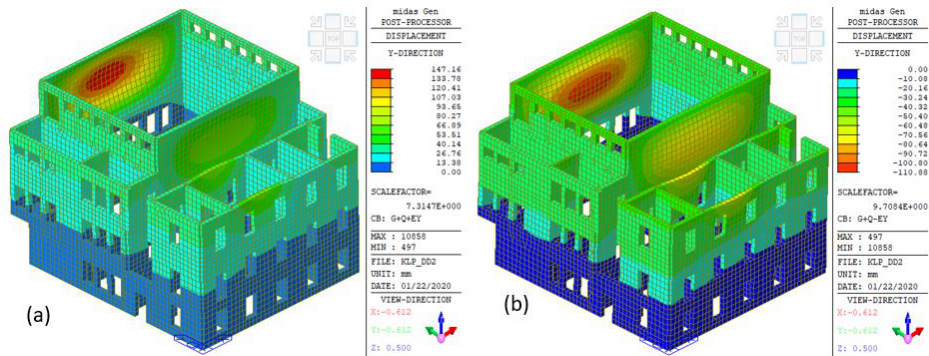 midas Gen
POST-PROCESSOR
DISPLACEMENT
Y-DIRECTION
147.16
133.78
120.41
107.03
93.65
80.27
66.89
53.51
40.14
26.76
13.38
0.00
SCALEFACTOR=
7.3147E+000
CB: G+Q+EY
MAX : 10858
MIN : 497
FILE: KLP_DD2
UNIT: mm
DATE: 01/22/2020
VIEW-DIRECTION
X:-0.612
Y:-0.612
Z: 0.500
TOP
(a)
midas Gen
POST-PROCESSOR
DISPLACEMENT
Y-DIRECTION
0.00
-10.08
-20.16
-30.24
-40.32
-50.40
-60.48
-70.56
-80.64
-90.72
-100.80
-110.88
SCALEFACTOR=
9.7084E+000
CB: G+Q-EY
MAX : 497
MIN : 10858
FILE: KLP_DD2
UNIT: mm
DATE: 01/22/2020
VIEW-DIRECTION
X:-0.612
Y:-0.612
Z: 0.500
TOP
(b)